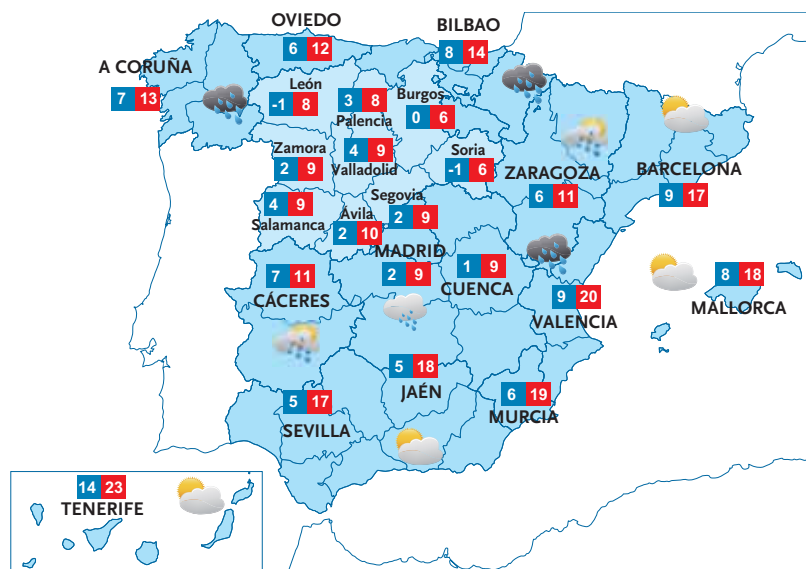 OVIEDO
6 12
BILBAO
8 14
A CORUÑA
7 13
León
-1 8
3 8
Palencia
Burgos
0 6
Zamora
2 9
4 9
Valladolid
Soria
-1 6
ZARAGOZA
6 11
BARCELONA
9 17
4 9
Salamanca
Ávila
2 10
Segovia
2 9
MADRID
2 9
1 9
CUENCA
7 11
CÁCERES
9 20
VALENCIA
8 18
MALLORCA
5 18
JAÉN
6 19
MURCIA
5 17
SEVILLA
14 23
TENERIFE